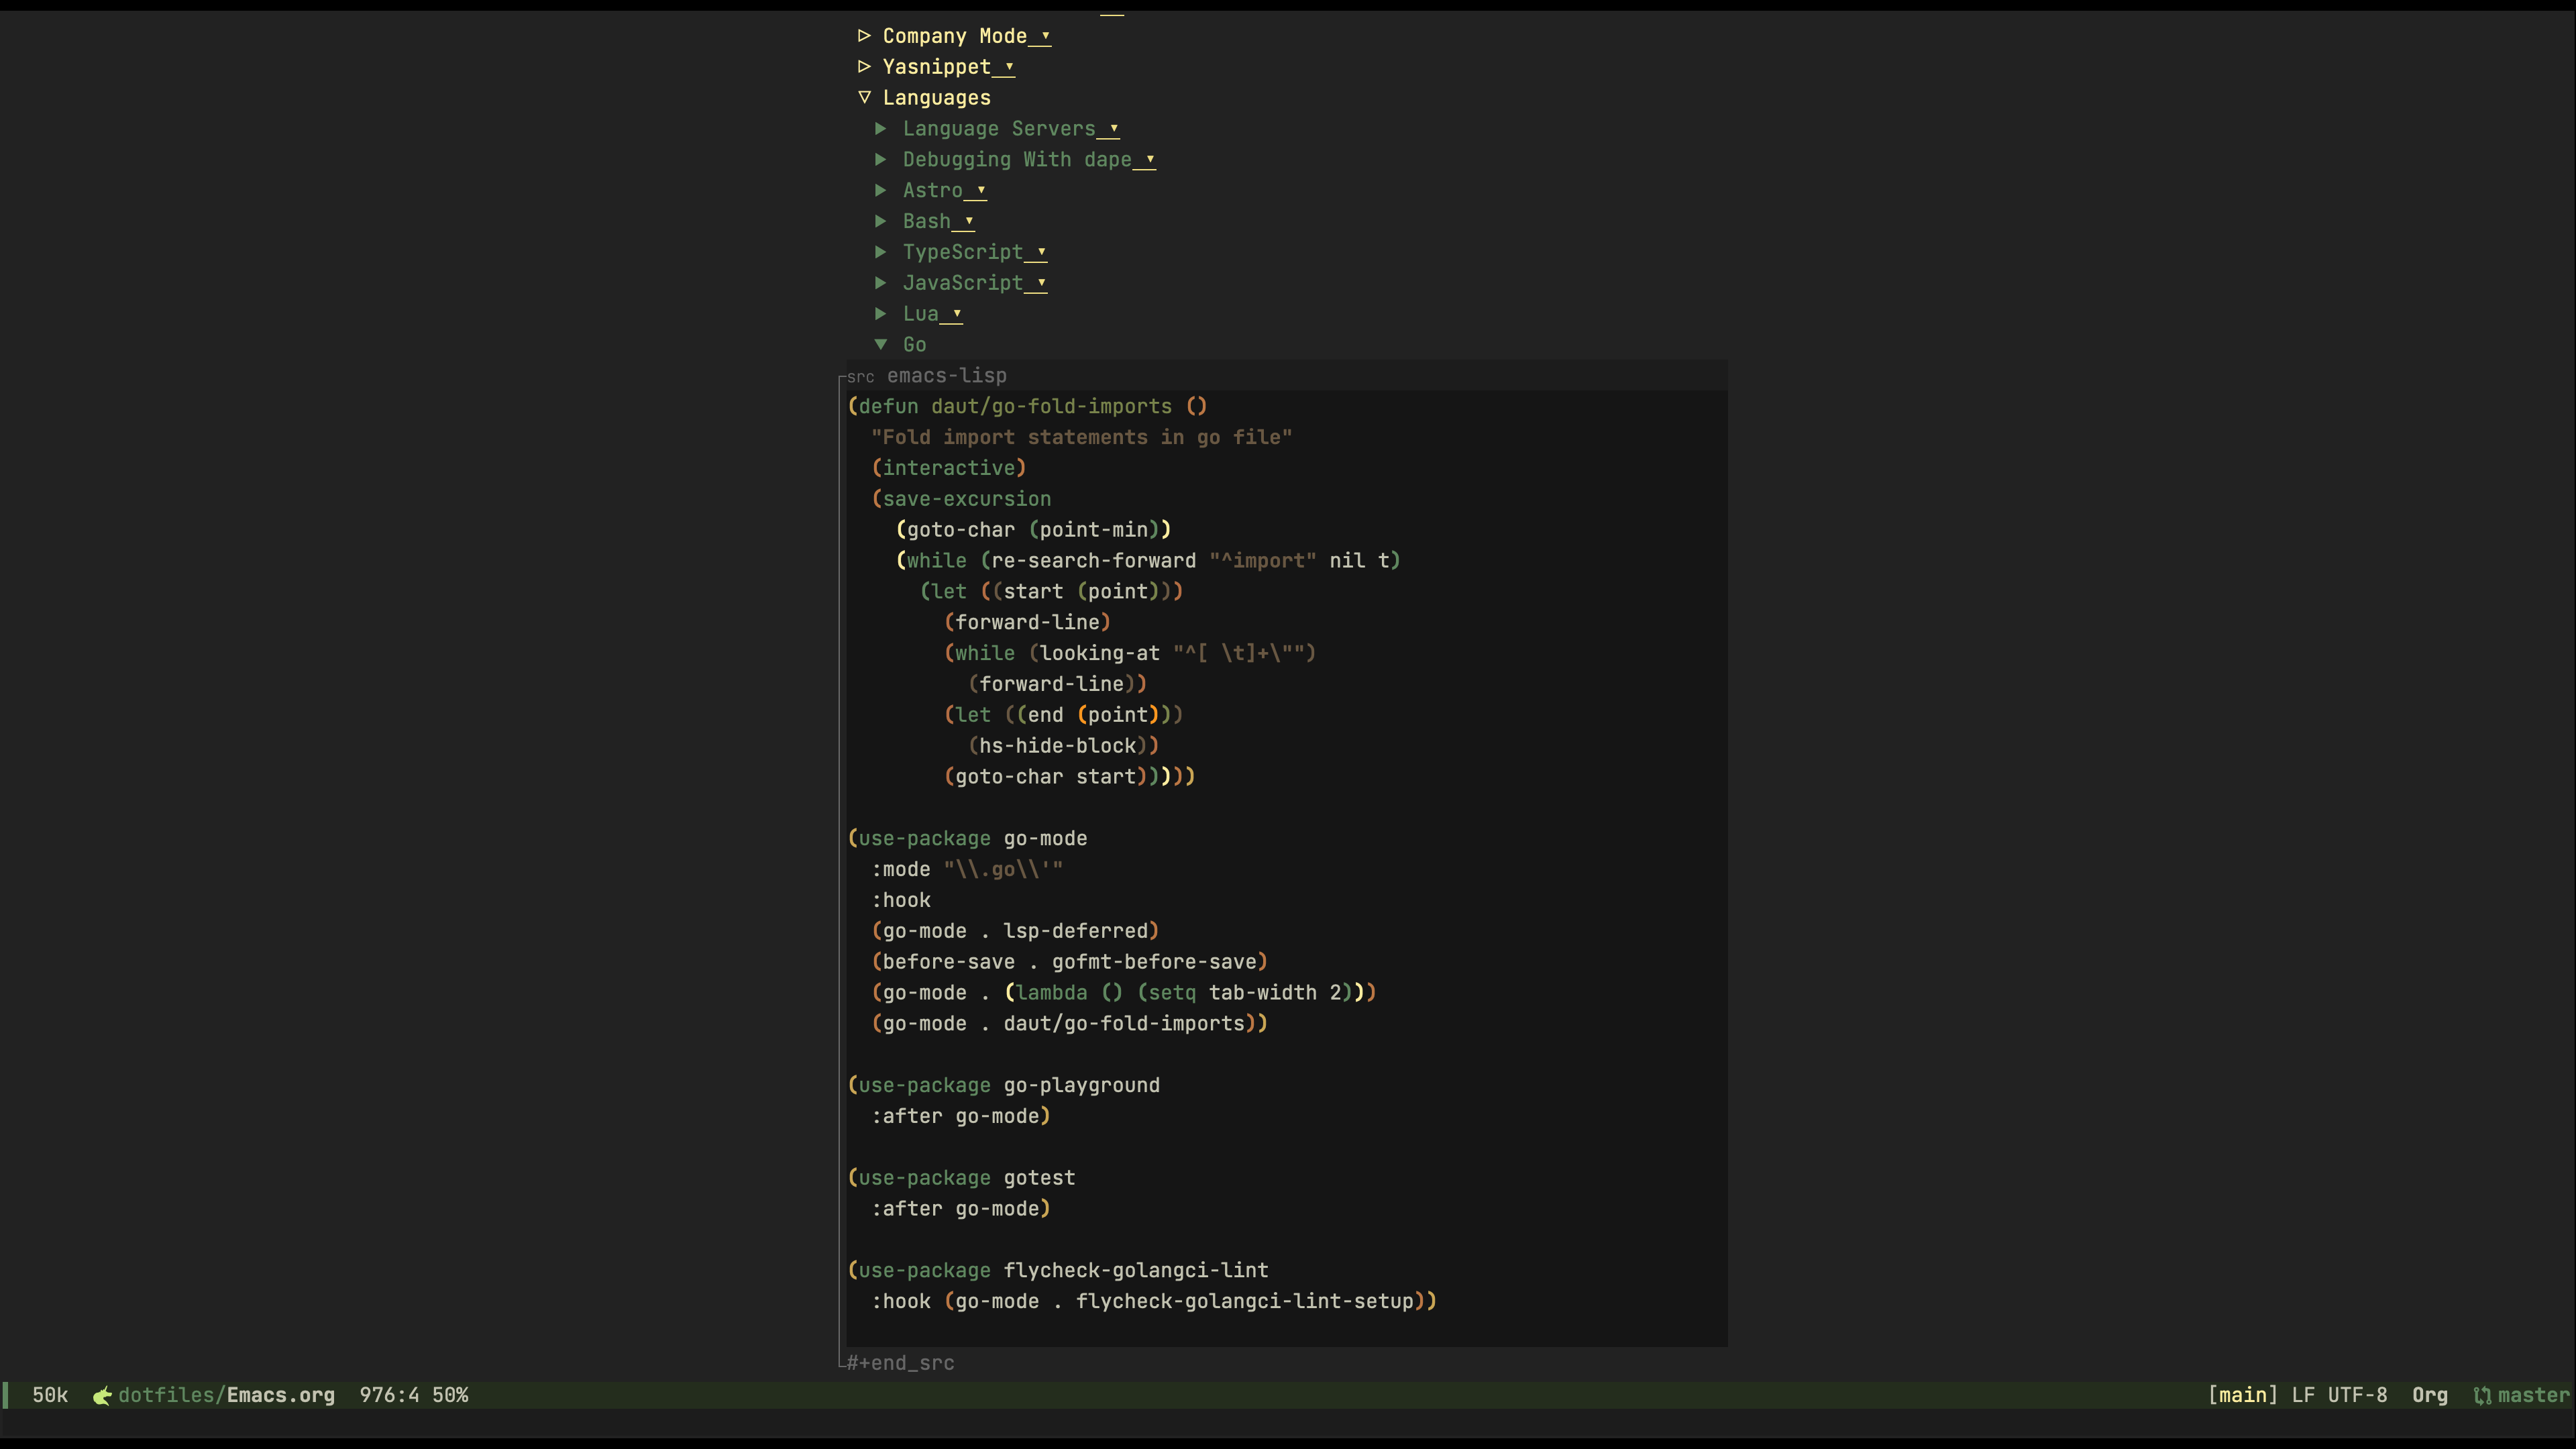 ▷ Company Mode ▾
▷ Yasnippet ▾
▽ Languages
▶ Language Servers ▾
▶ Debugging With dape ▾
▶ Astro ▾
▶ Bash ▾
▶ TypeScript ▾
▶ JavaScript ▾
▶ Lua ▾
▼ Go
src emacs-lisp
(defun daut/go-fold-imports ()
  "Fold import statements in go file"
  (interactive)
  (save-excursion
    (goto-char (point-min))
    (while (re-search-forward "^import" nil t)
      (let ((start (point)))
        (forward-line)
        (while (looking-at "^[ \t]+\"")
          (forward-line))
        (let ((end (point)))
          (hs-hide-block))
        (goto-char start)))))

(use-package go-mode
  :mode "\\.go\\'"
  :hook
  (go-mode . lsp-deferred)
  (before-save . gofmt-before-save)
  (go-mode . (lambda () (setq tab-width 2)))
  (go-mode . daut/go-fold-imports))

(use-package go-playground
  :after go-mode)

(use-package gotest
  :after go-mode)

(use-package flycheck-golangci-lint
  :hook (go-mode . flycheck-golangci-lint-setup))

#+end_src
50k dotfiles/Emacs.org 976:4 50% [main] LF UTF-8 Org master